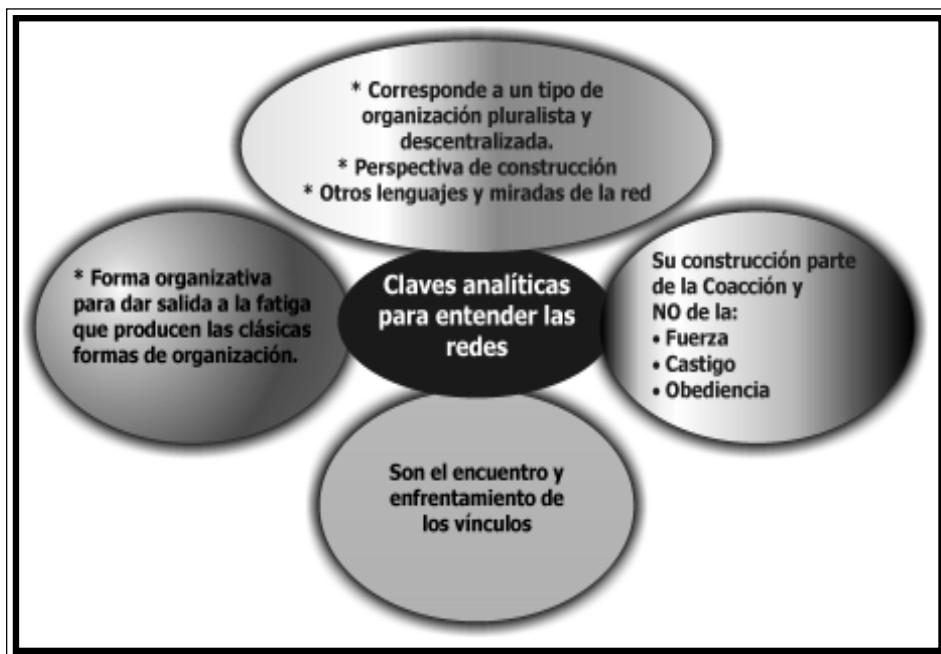 * Corresponde a un tipo de
organización pluralista y
descentralizada.
* Perspectiva de construcción
* Otros lenguajes y miradas de la red
* Forma organizativa
para dar salida a la fatiga
que producen las clásicas
formas de organización.
Claves analíticas
para entender las
redes
Su construcción parte
de la Coacción y
NO de la:
• Fuerza
• Castigo
• Obediencia
Son el encuentro y
enfrentamiento de
los vínculos